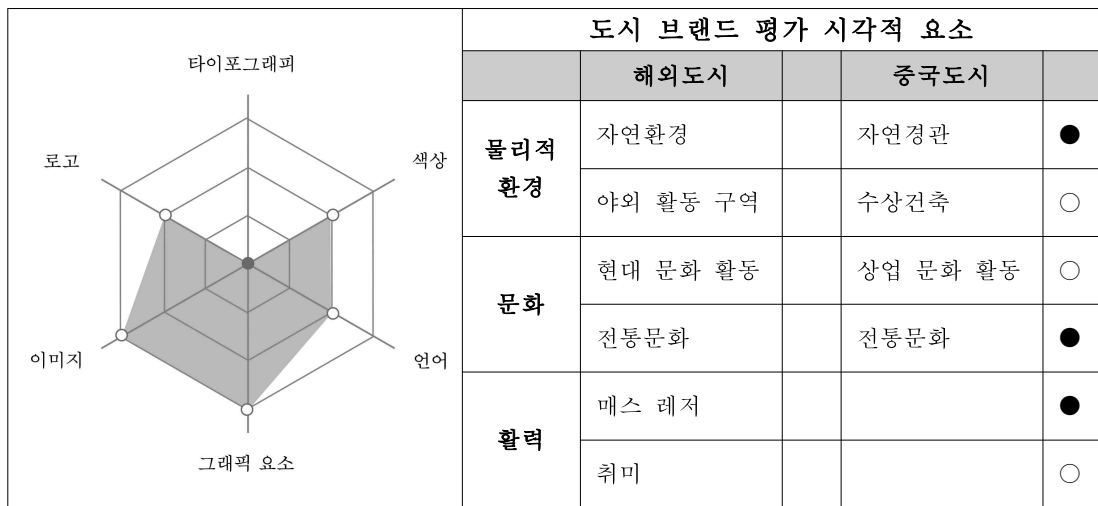 타이포그래피
로고
색상
이미지
언어
그래픽 요소
도시 브랜드 평가 시각적 요소
해외도시 중국도시
물리적 환경
자연환경 자연경관 ●
야외 활동 구역 수상건축 ○
문화
현대 문화 활동 상업 문화 활동 ○
전통문화 전통문화 ●
활력
매스 레저 ●
취미 ○